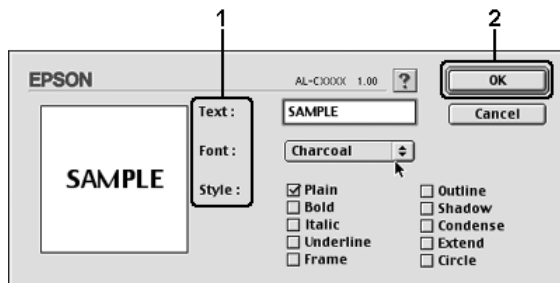 1
2
EPSON
AL-CXXXX 1.00
?
OK
Text :
SAMPLE
Cancel
Font :
Charcoal
SAMPLE
Style :
Plain
Outline
Bold
Shadow
Italic
Condense
Underline
Extend
Frame
Circle